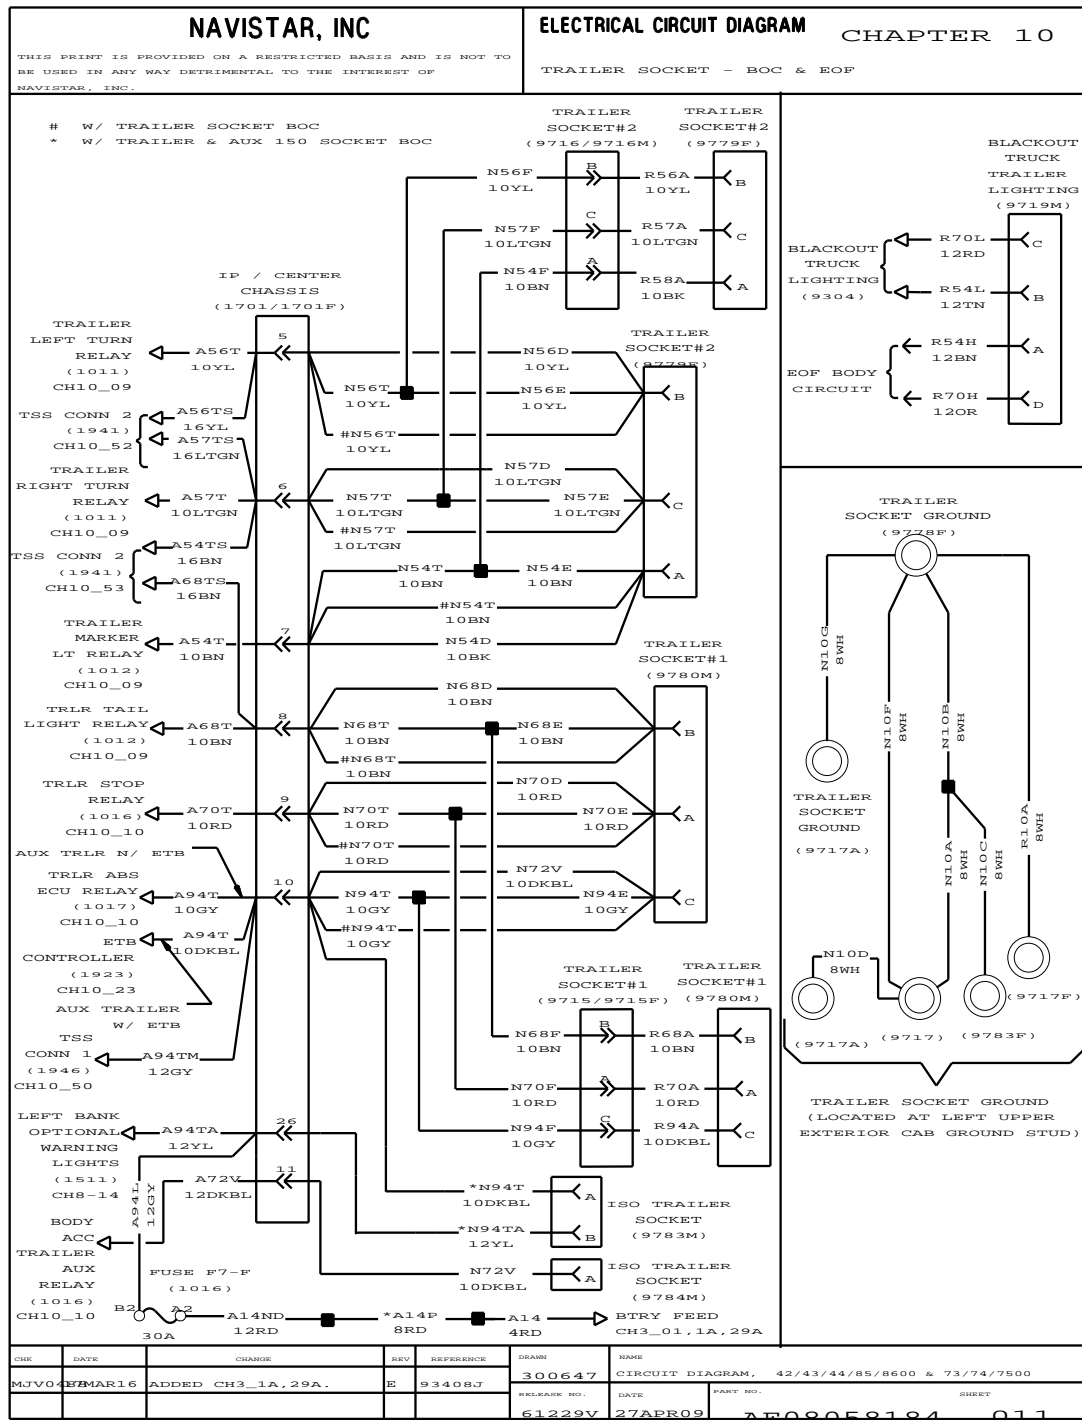 NAVISTAR, INC
THIS PRINT IS PROVIDED ON A RESTRICTED BASIS AND IS NOT TO
BE USED IN ANY WAY DETRIMENTAL TO THE INTEREST OF
NAVISTAR, INC.
ELECTRICAL CIRCUIT DIAGRAM
CHAPTER 10
TRAILER SOCKET - BOC & EOF
# W/ TRAILER SOCKET BOC
* W/ TRAILER & AUX 150 SOCKET BOC
TRAILER
SOCKET#2
(9716/9716M)
TRAILER
SOCKET#2
(9779F)
N56F
10YL
B
R56A
10YL
B
N57F
10LTGN
C
R57A
10LTGN
C
N54F
10BN
A
R58A
10BK
A
IP / CENTER
CHASSIS
(1701/1701F)
TRAILER
SOCKET#2
(9779F)
TRAILER
LEFT TURN
RELAY
(1011)
CH10_09
A56T
10YL
5
N56D
10YL
N56T
10YL
N56E
10YL
B
#N56T
10YL
TSS CONN 2
(1941)
CH10_52
A56TS
16YL
A57TS
16LTGN
TRAILER
RIGHT TURN
RELAY
(1011)
CH10_09
A57T
10LTGN
6
N57D
10LTGN
N57T
10LTGN
N57E
10LTGN
C
#N57T
10LTGN
TSS CONN 2
(1941)
CH10_53
A54TS
16BN
A68TS
16BN
N54T
10BN
N54E
10BN
A
#N54T
10BN
TRAILER
MARKER
LT RELAY
(1012)
CH10_09
A54T
10BN
7
N54D
10BK
TRAILER
SOCKET#1
(9780M)
N68D
10BN
TRLR TAIL
LIGHT RELAY
(1012)
CH10_09
A68T
10BN
8
N68T
10BN
N68E
10BN
B
#N68T
10BN
TRLR STOP
RELAY
(1016)
CH10_10
A70T
10RD
9
N70D
10RD
N70T
10RD
N70E
10RD
A
#N70T
10RD
AUX TRLR N/ ETB
TRLR ABS
ECU RELAY
(1017)
CH10_10
A94T
10GY
10
N72V
10DKBL
N94T
10GY
N94E
10GY
C
#N94T
10GY
ETB
CONTROLLER
(1923)
CH10_23
A94T
10DKBL
AUX TRAILER
W/ ETB
TSS
CONN 1
(1946)
CH10_50
A94TM
12GY
TRAILER
SOCKET#1
(9715/9715F)
TRAILER
SOCKET#1
(9780M)
N68F
10BN
B
R68A
10BN
B
N70F
10RD
A
R70A
10RD
A
N94F
10GY
C
R94A
10DKBL
C
LEFT BANK
OPTIONAL
WARNING
LIGHTS
(1511)
CH8-14
A94TA
12YL
26
A72V
12DKBL
11
A94L
12GY
BODY
ACC
TRAILER
AUX
RELAY
(1016)
CH10_10
*N94T
10DKBL
A
*N94TA
12YL
B
ISO TRAILER
SOCKET
(9783M)
N72V
10DKBL
A
ISO TRAILER
SOCKET
(9784M)
FUSE F7-F
(1016)
B2
A2
30A
A14ND
12RD
*A14P
8RD
A14
4RD
BTRY FEED
CH3_01,1A,29A
BLACKOUT
TRUCK
TRAILER
LIGHTING
(9719M)
BLACKOUT
TRUCK
LIGHTING
(9304)
R70L
12RD
C
R54L
12TN
B
EOF BODY
CIRCUIT
R54H
12BN
A
R70H
12OR
D
TRAILER
SOCKET GROUND
(9778F)
N10G
8WH
N10F
8WH
N10B
8WH
R10A
8WH
TRAILER
SOCKET
GROUND
(9717A)
N10A
8WH
N10C
8WH
N10D
8WH
(9717A)
(9717)
(9783F)
(9717F)
TRAILER SOCKET GROUND
(LOCATED AT LEFT UPPER
EXTERIOR CAB GROUND STUD)
CHK
DATE
CHANGE
REV
REFERENCE
ADDED CH3_1A,29A.
E
93408J
DRAWN
300647
NAME
CIRCUIT DIAGRAM, 42/43/44/85/8600 & 73/74/7500
RELEASE NO.
61229V
DATE
27APR09
PART NO.
AF08058184
SHEET
011